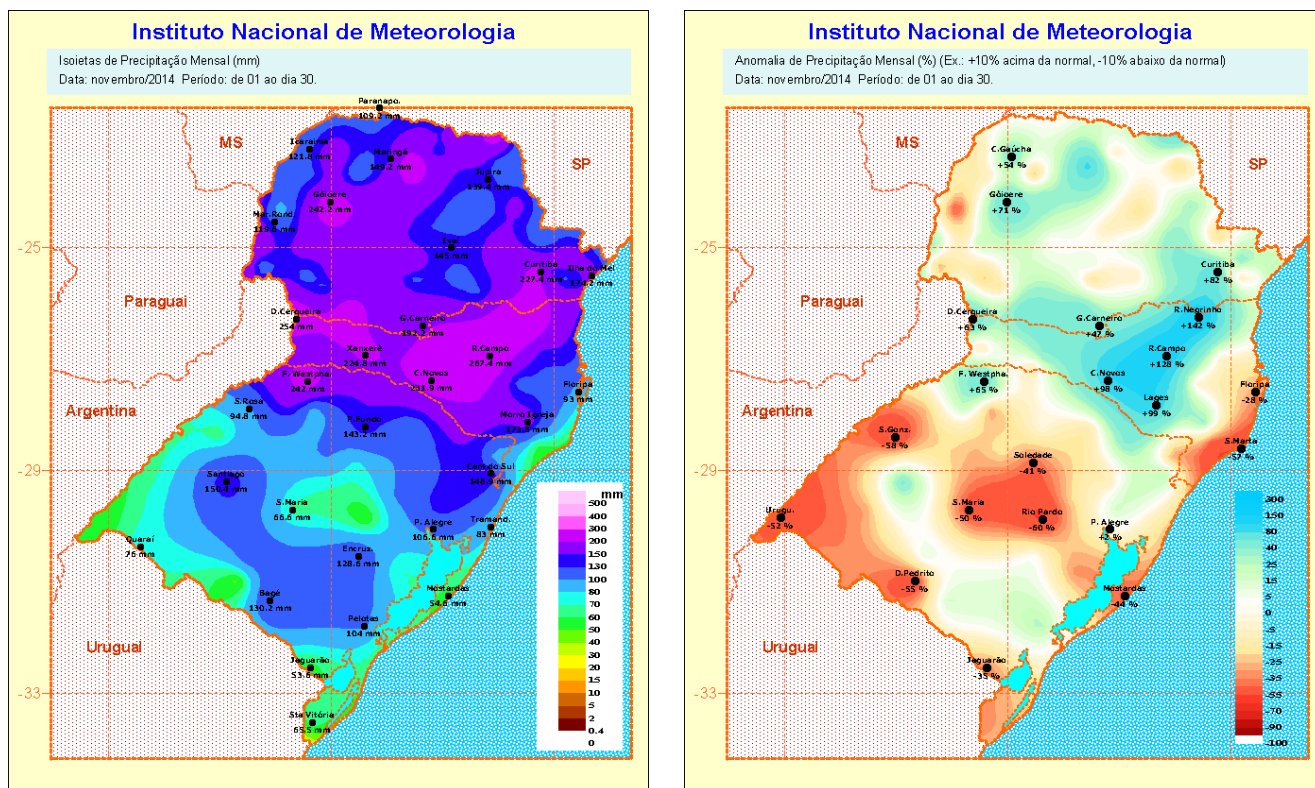 Instituto Nacional de Meteorologia
Isoietas de Precipitação Mensal (mm)
Data: novembro/2014 Período: de 01 ao dia 30.
Paranapo.
109.2 mm
MS
SP
Icaraíma
121.8 mm
Maringá
149.2 mm
Japira
139.4 mm
Góioere
242.2 mm
Mar.Rond.
119.0 mm
Ivaí
145 mm
-25
Curitiba
227.4 mm
Ilha do Mel
174.2 mm
Paraguai
D.Cerqueira
254 mm
G.Carneiro
192.2 mm
Xanxerê
224.8 mm
R.Campo
267.4 mm
F. Westpha.
242 mm
C.Novos
231.9 mm
Floripa
93 mm
Argentina
S.Rosa
94.8 mm
P.Fundo
143.2 mm
Morro Igreja
175.4 mm
-29
Santiago
150.4 mm
Cam.do Sul
148.9 mm
S.Maria
66.6 mm
P. Alegre
106.6 mm
Tramand.
83 mm
Quaraí
76 mm
Encruz.
128.6 mm
Bagé
130.2 mm
Mostardas
54.6 mm
Pelotas
104 mm
Uruguai
Jaguarão
53.6 mm
-33
Sta Vitória
65.5 mm
mm
500
400
300
200
150
130
100
80
70
60
50
40
30
20
15
10
5
2
0.4
0
Instituto Nacional de Meteorologia
Anomalia de Precipitação Mensal (%) (Ex.: +10% acima da normal, -10% abaixo da normal)
Data: novembro/2014 Período: de 01 ao dia 30.
MS
SP
C.Gaúcha
+54 %
Góioere
+71 %
-25
Curitiba
+82 %
Paraguai
D.Cerqueira
+63 %
G.Carneiro
+47 %
R.Negrinho
+142 %
R.Campo
+128 %
F. Westpha.
+65 %
C.Novos
+98 %
Lages
+99 %
Floripa
-28 %
Argentina
S.Gonz.
-58 %
S.Marta
-57 %
-29
Soledade
-41 %
S.Maria
-50 %
Rio Pardo
-60 %
Urugu.
-52 %
P. Alegre
+2 %
D.Pedrito
-55 %
Mostardas
-44 %
Uruguai
Jaguarão
-35 %
-33
300
150
80
40
25
15
5
0
-5
-15
-25
-35
-55
-70
-90
-100